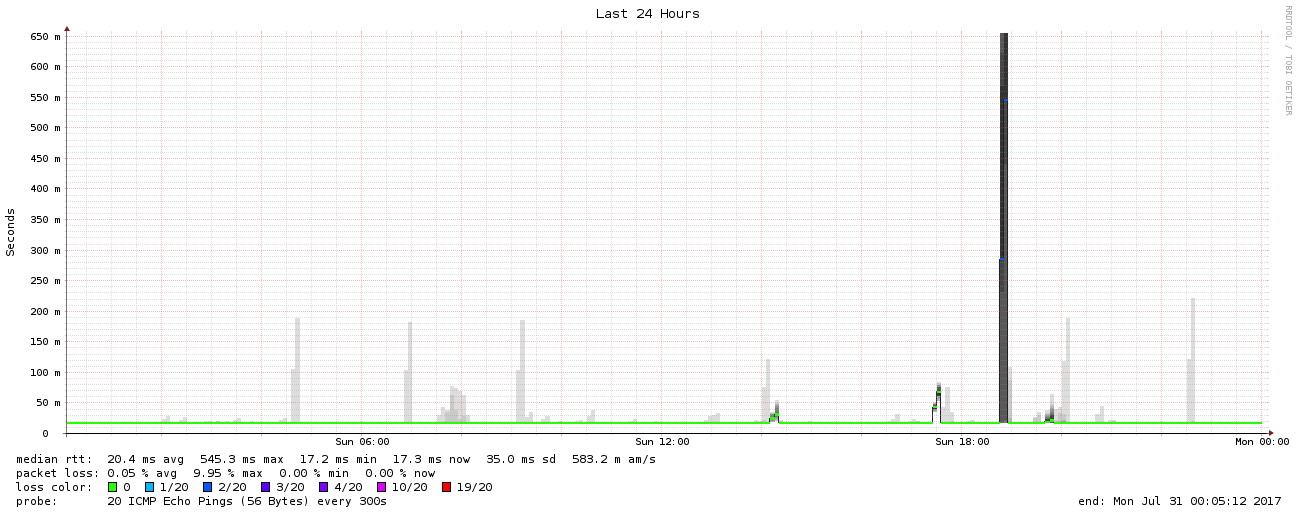 Last 24 Hours
RRDTOOL / TOBI OETIKER
Seconds
650 m
600 m
550 m
500 m
450 m
400 m
350 m
300 m
250 m
200 m
150 m
100 m
50 m
0
Sun 06:00 Sun 12:00 Sun 18:00 Mon 00:00
median rtt: 20.4 ms avg 545.3 ms max 17.2 ms min 17.3 ms now 35.0 ms sd 583.2 m am/s
packet loss: 0.05 % avg 9.95 % max 0.00 % min 0.00 % now
loss color: 0 1/20 2/20 3/20 4/20 10/20 19/20
probe: 20 ICMP Echo Pings (56 Bytes) every 300s end: Mon Jul 31 00:05:12 2017